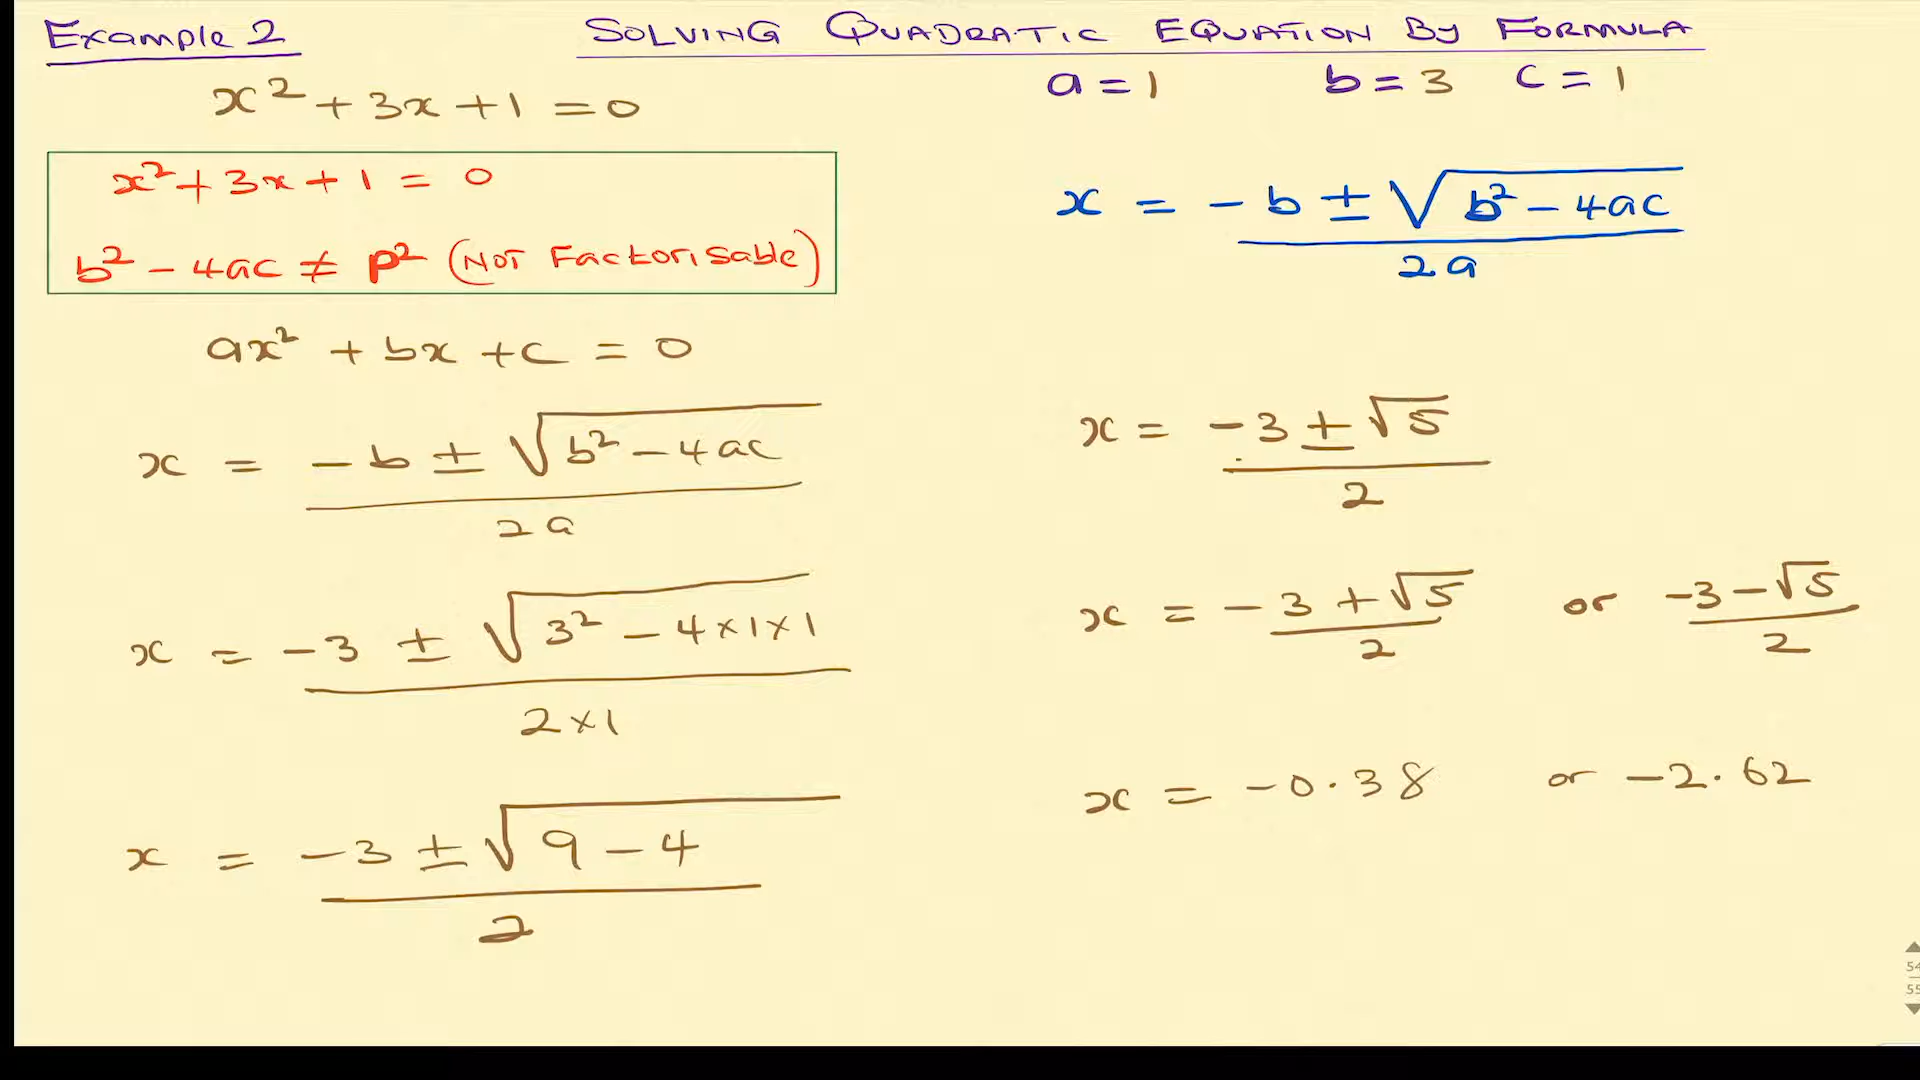 Example 2
SOLVING QUADRATIC EQUATION BY FORMULA
x² + 3x + 1 = 0
x² + 3x + 1 = 0
b² - 4ac ≠ p² (NOT Factorisable)
ax² + bx + c = 0
x = (-b ± √(b² - 4ac)) / 2a
x = (-3 ± √(3² - 4×1×1)) / 2×1
x = (-3 ± √(9 - 4)) / 2
a = 1 b = 3 c = 1
x = (-b ± √(b² - 4ac)) / 2a
x = (-3 ± √5) / 2
x = (-3 + √5) / 2 or (-3 - √5) / 2
x = -0.38 or -2.62
54
55